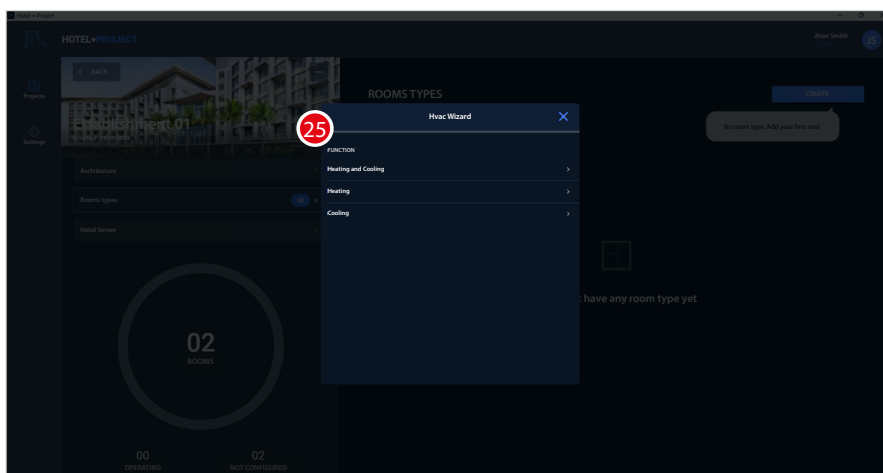 Hotel + Project
HOTEL+PROJECT
Jhon Smith
JS
BACK
Projects
Settings
Establishment.01
Architecture
Rooms types
00
Hotel Server
02
ROOMS
00
OPERATING
02
NOT CONFIGURED
ROOMS TYPES
CREATE
No room type. Add your first one!
have any room type yet
25
Hvac Wizard
FUNCTION
Heating and Cooling
Heating
Cooling